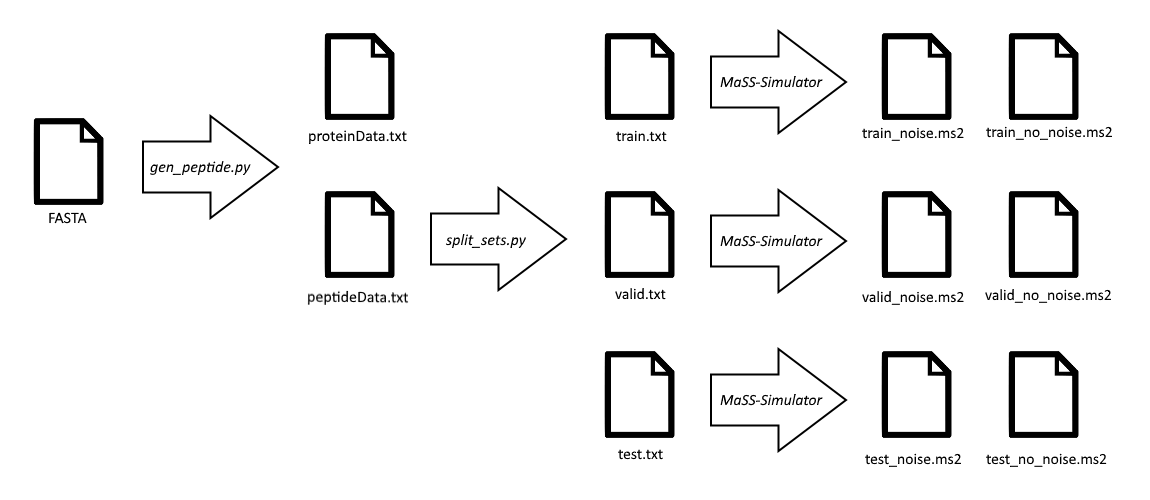 FASTA
gen_peptide.py
proteinData.txt
peptideData.txt
split_sets.py
train.txt
MaSS-Simulator
train_noise.ms2
train_no_noise.ms2
valid.txt
MaSS-Simulator
valid_noise.ms2
valid_no_noise.ms2
test.txt
MaSS-Simulator
test_noise.ms2
test_no_noise.ms2